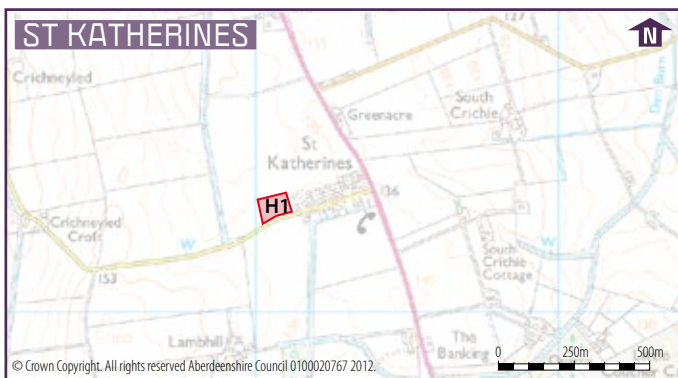 ST KATHERINES
N
127
Crichneyled
South
Crichie
Greenacre
St
Katherines
136
H1
Crichneyled
Croft
W
W
153
South
Crichie
Cottage
Lambhill
The
Banking
0 250m 500m
© Crown Copyright. All rights reserved Aberdeenshire Council 0100020767 2012.